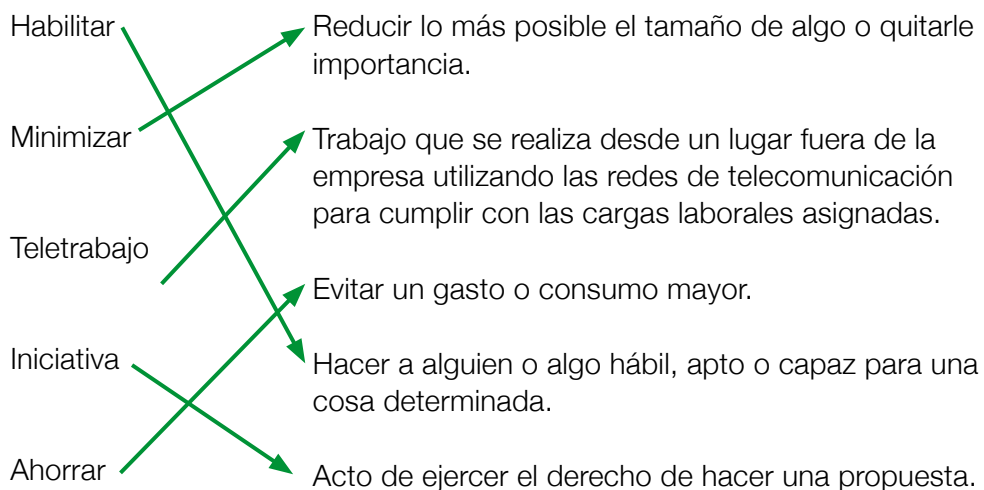 Habilitar
Reducir lo más posible el tamaño de algo o quitarle
importancia.
Minimizar
Trabajo que se realiza desde un lugar fuera de la
empresa utilizando las redes de telecomunicación
para cumplir con las cargas laborales asignadas.
Teletrabajo
Evitar un gasto o consumo mayor.
Iniciativa
Hacer a alguien o algo hábil, apto o capaz para una
cosa determinada.
Ahorrar
Acto de ejercer el derecho de hacer una propuesta.